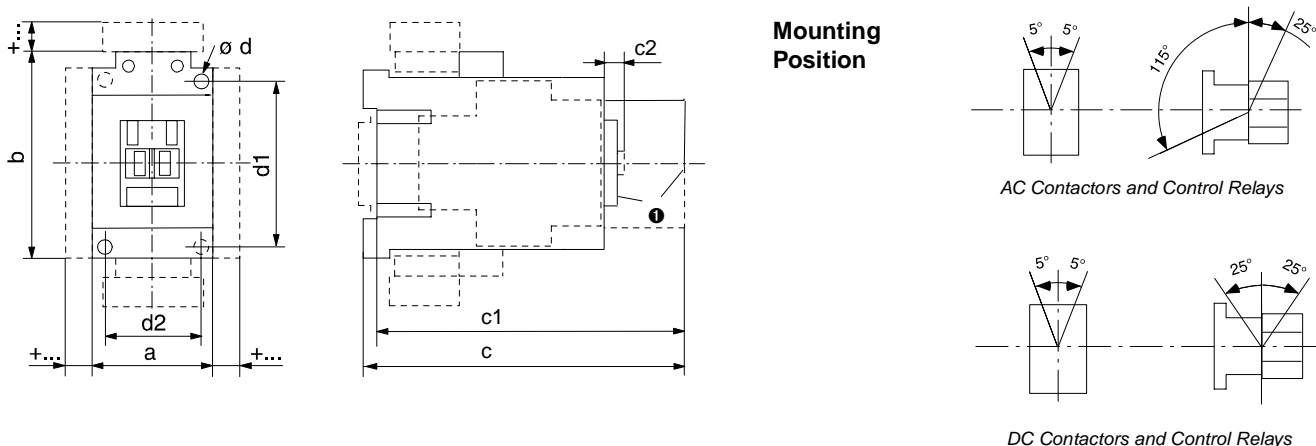 +...
ø d
b
d1
d2
+...
a
+...
c2
❶
c1
c
Mounting
Position
5°
5°
115°
25°
AC Contactors and Control Relays
5°
5°
25°
25°
DC Contactors and Control Relays